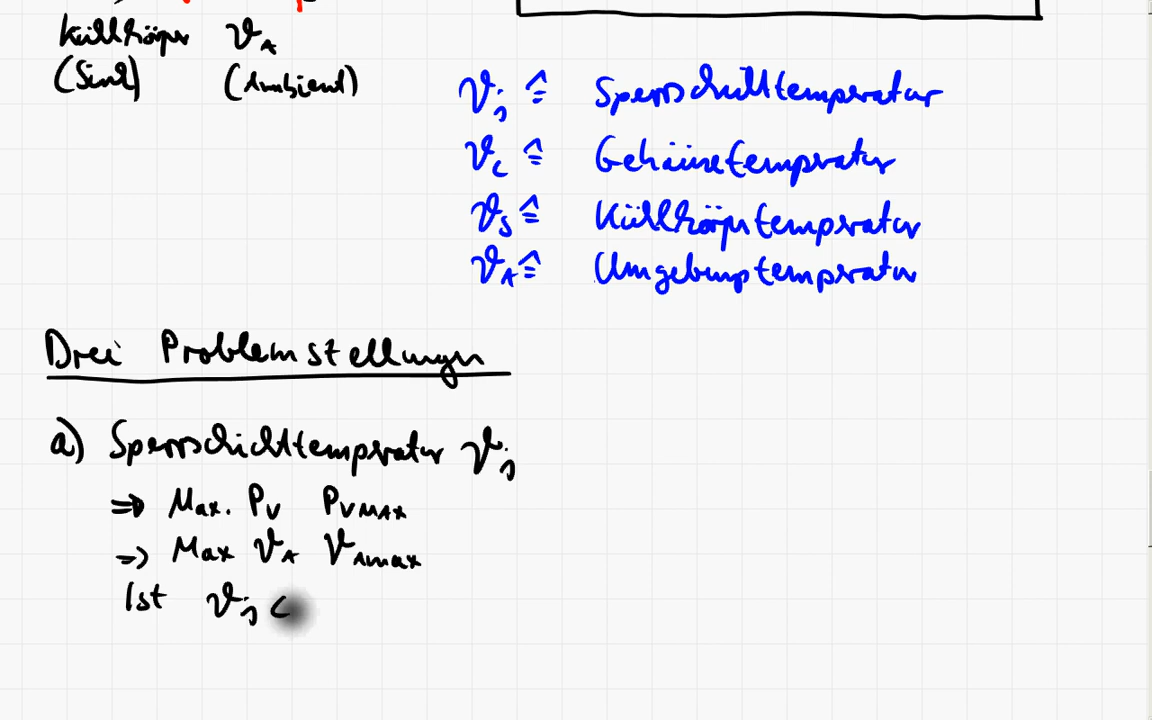 Kühlkörper ϑA
(Sink) (Ambient)
ϑj ≙ Sperrschichttemperatur
ϑC ≙ Gehäusetemperatur
ϑS ≙ Kühlkörpertemperatur
ϑA ≙ Umgebungstemperatur
Drei Problemstellungen
a) Sperrschichttemperatur ϑj
⇒ Max. PV PVMAX
⇒ Max ϑA ϑAmax
Ist ϑj <